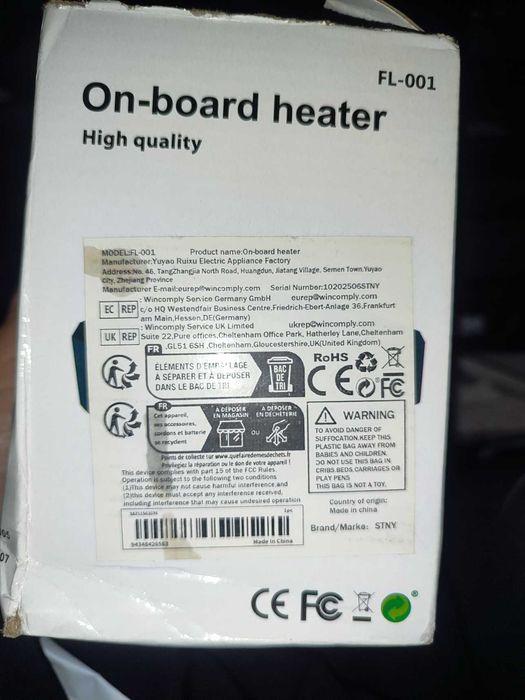 FL-001
On-board heater
High quality
MODEL:FL-001 Product name:On-board heater
Manufacturer:Yuyao Ruixu Electric Appliance Factory
Address:No. 46, TangZhangjia North Road, Huangdun, Jiatang Village, Semen Town,Yuyao
City, Zhejiang Province
Manufacturer E-mail:eurep@wincomply.com Serial Number:10202506STNY
EC REP : Wincomply Service Germany GmbH eurep@wincomply.com
c/o HQ Westendfair Business Centre,Friedrich-Ebert-Anlage 36,Frankfurt
am Main,Hessen,DE(Germany)
UK REP : Wincomply Service UK Limited ukrep@wincomply.com
Suite 22,Pure offices,Cheltenham Office Park, Hatherley Lane,Cheltenham
,GL51 6SH ,Cheltenham,Gloucestershire,UK(United Kingdom)
FR
ÉLÉMENTS D'EMBALLAGE
À SÉPARER ET À DÉPOSER
DANS LE BAC DE TRI
BAC
DE
TRI
RoHS
CE FC
FR
Cet appareil,
ses accessoires,
cordons et batterie
se recyclent
À DÉPOSER
EN MAGASIN
OU
À DÉPOSER
EN DÉCHÈTERIE
Points de collecte sur www.quefairedemesdechets.fr
Privilégiez la réparation ou le don de votre appareil !
WARNING
TO AVOID DANGER OF
SUFFOCATION.KEEP THIS
PLASTIC BAG AWAY FROM
BABIES AND CHILDREN.
DO NOT USE THIS BAG IN
CRIBS.BEDS.CARRIAGES OR
PLAY PENS
THIS BAG IS NOT A TOY.
This device complies with part 15 of the FCC Rules.
Operation is subject to the following two conditions
(1)This device may not cause harmful interference,and
(2)this device must accept any interference received,
including interference that may cause undesired operation
Country of origin:
Made in china
Brand/Marke: STNY
1pc
94346426563
Made In China
07
CE FC
®